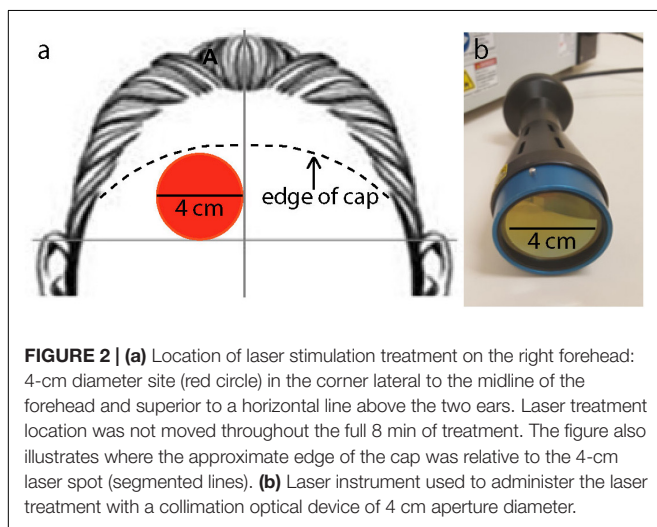 a
A
b
edge of cap
4 cm
4 cm
FIGURE 2 | (a) Location of laser stimulation treatment on the right forehead:
4-cm diameter site (red circle) in the corner lateral to the midline of the
forehead and superior to a horizontal line above the two ears. Laser treatment
location was not moved throughout the full 8 min of treatment. The figure also
illustrates where the approximate edge of the cap was relative to the 4-cm
laser spot (segmented lines). (b) Laser instrument used to administer the laser
treatment with a collimation optical device of 4 cm aperture diameter.